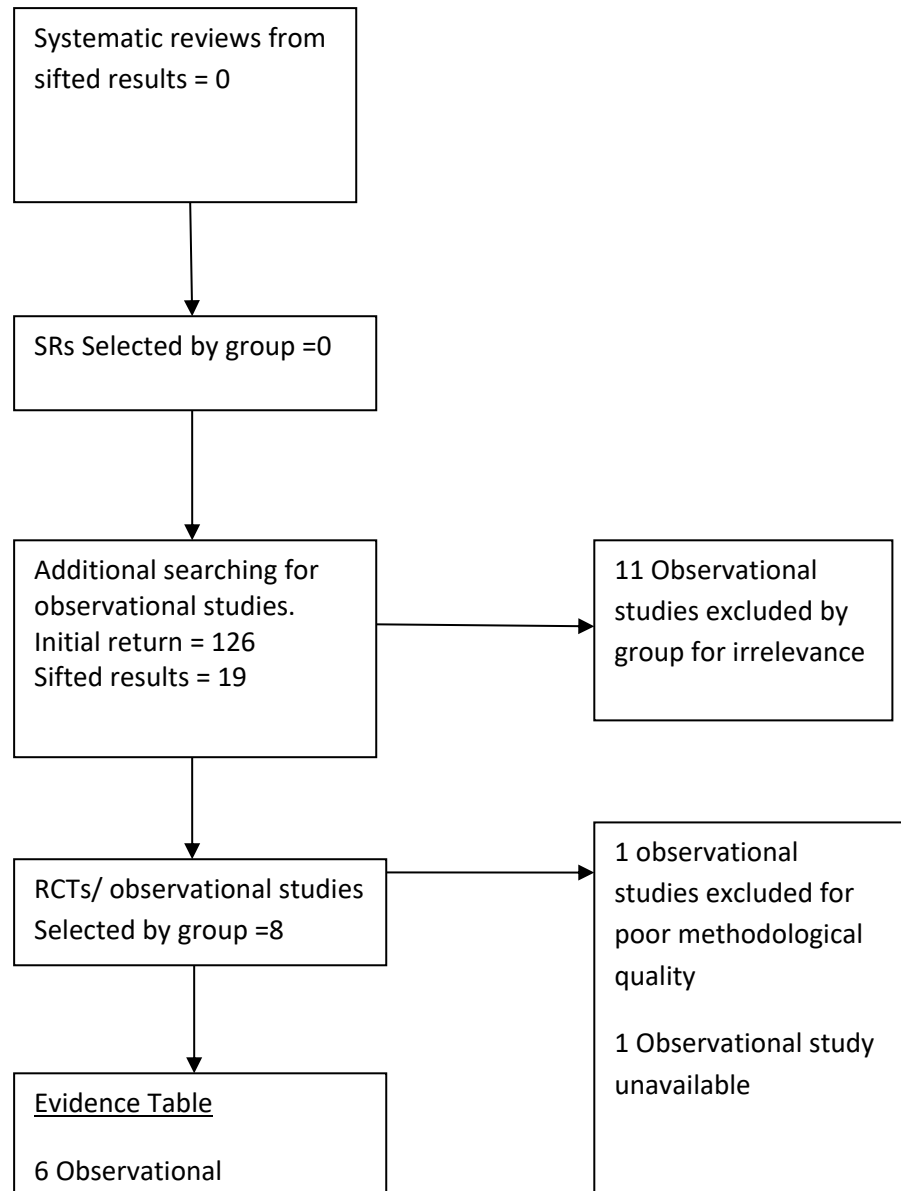 Systematic reviews from
sifted results = 0
SRs Selected by group =0
Additional searching for
observational studies.
Initial return = 126
Sifted results = 19
11 Observational
studies excluded by
group for irrelevance
RCTs/ observational studies
Selected by group =8
1 observational
studies excluded for
poor methodological
quality
1 Observational study
unavailable
Evidence Table
6 Observational